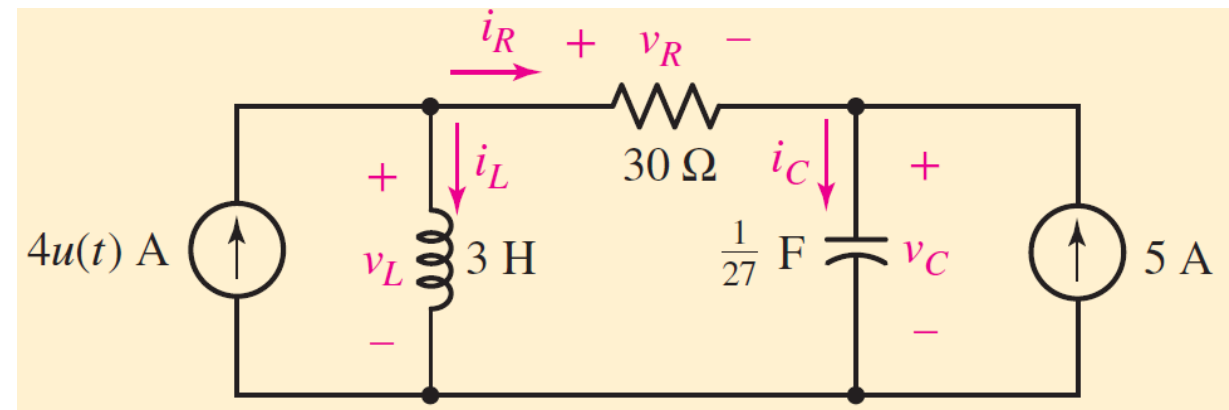 i_R + v_R −
30 Ω
4u(t) A
+ v_L −
i_L
3 H
i_C
1/27 F
+ v_C −
5 A